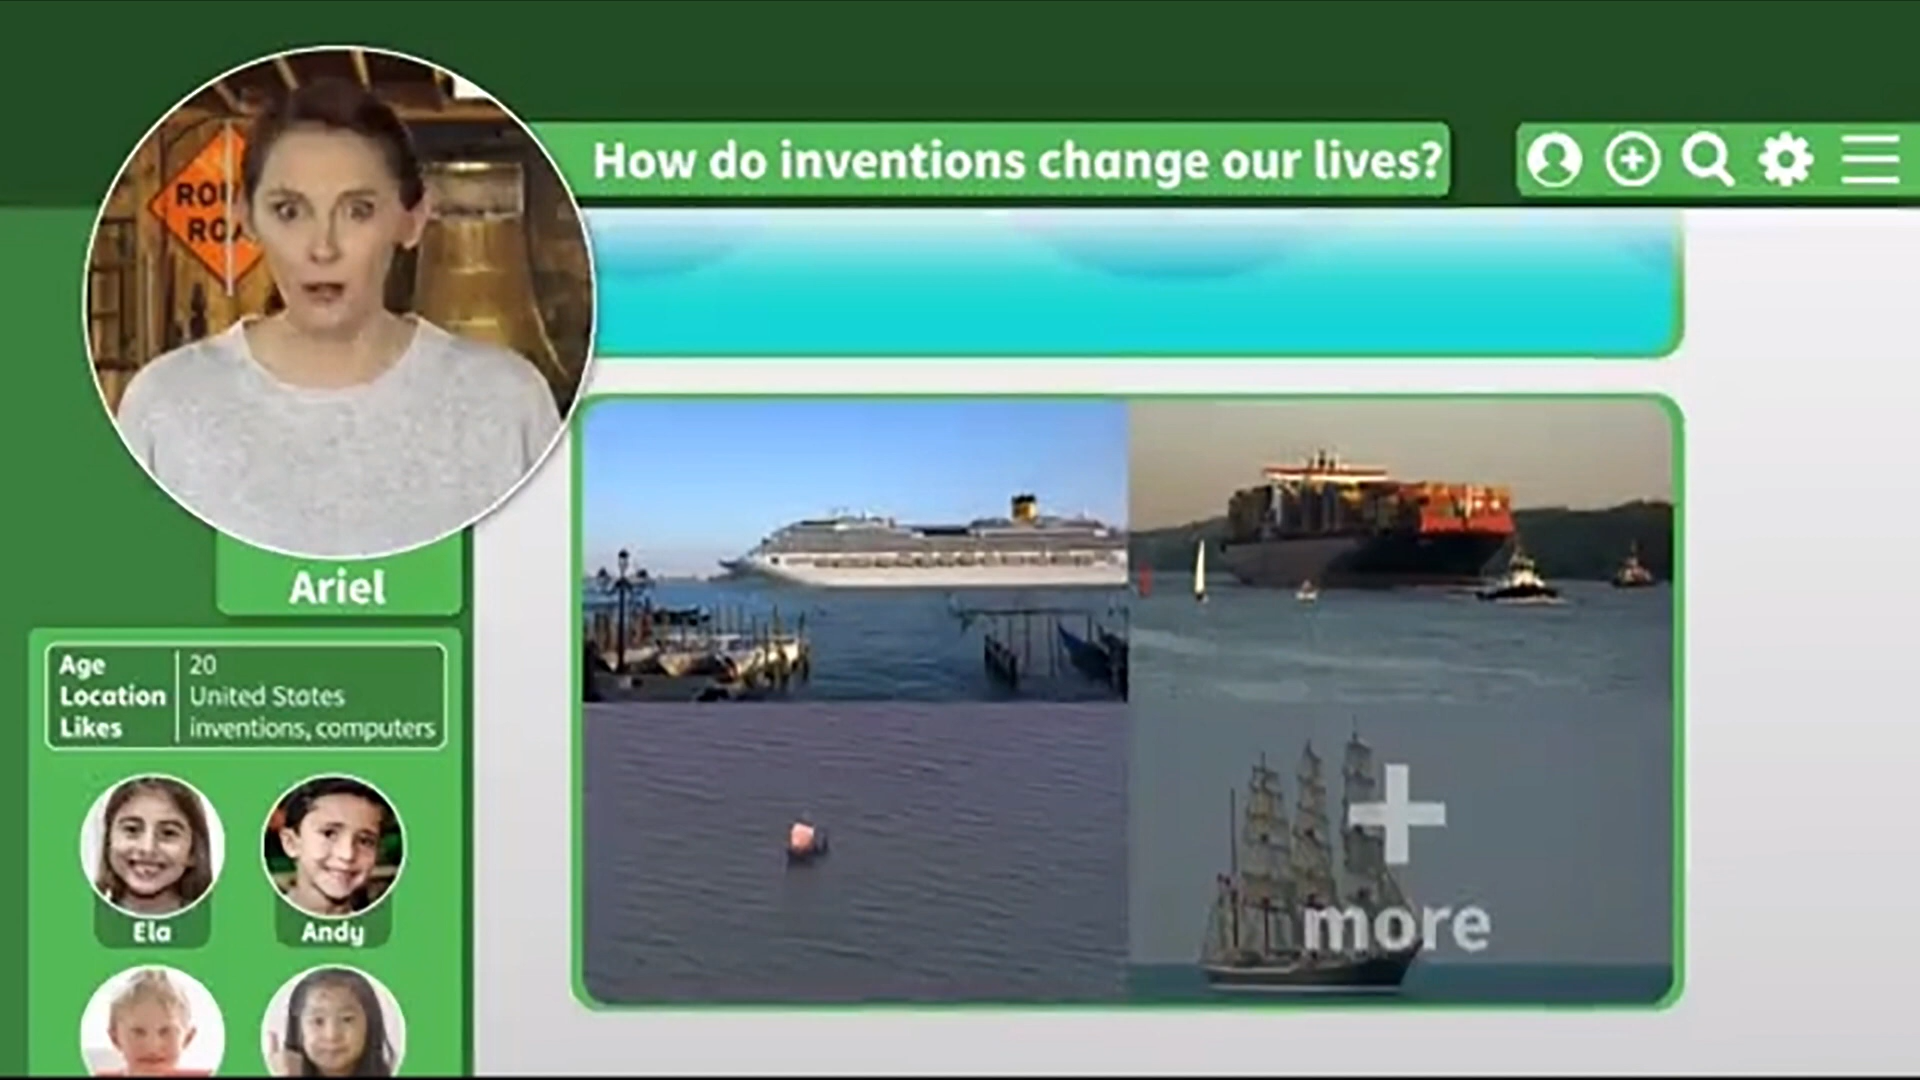 How do inventions change our lives?
Ariel
Age 20
Location United States
Likes inventions, computers
Ela
Andy
more